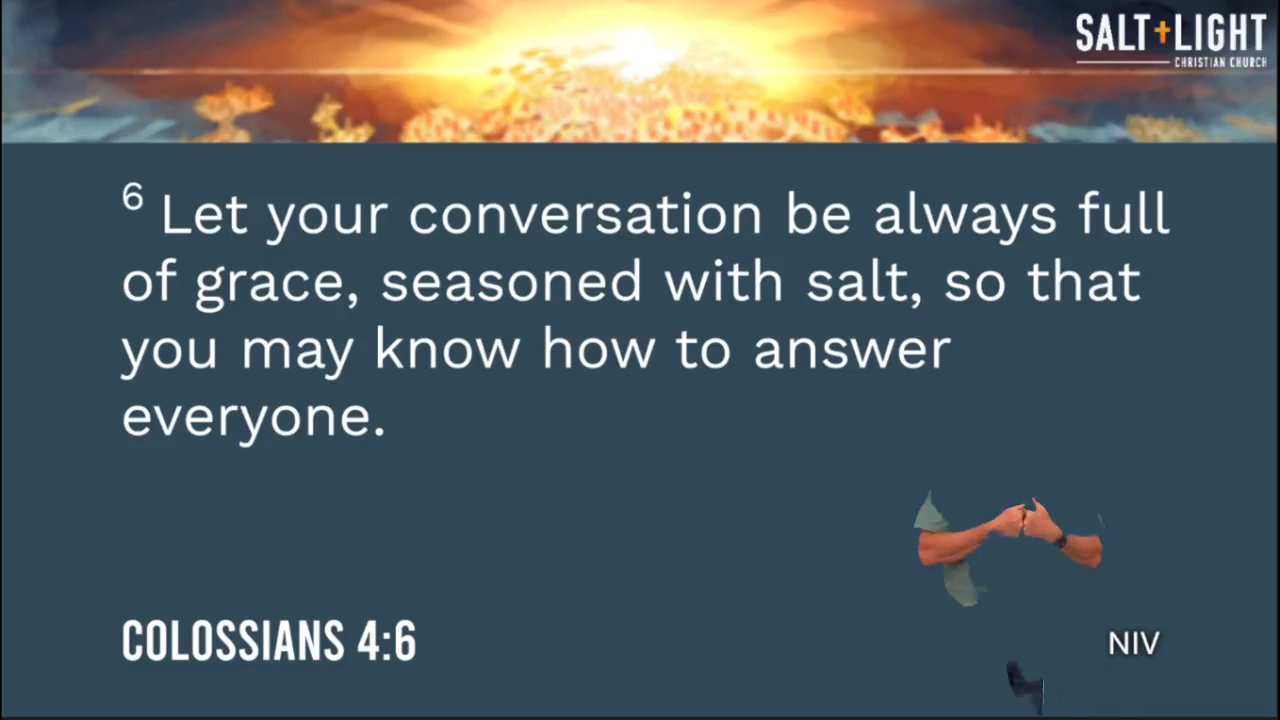 SALT+LIGHT
CHRISTIAN CHURCH
6 Let your conversation be always full
of grace, seasoned with salt, so that
you may know how to answer
everyone.
COLOSSIANS 4:6
NIV